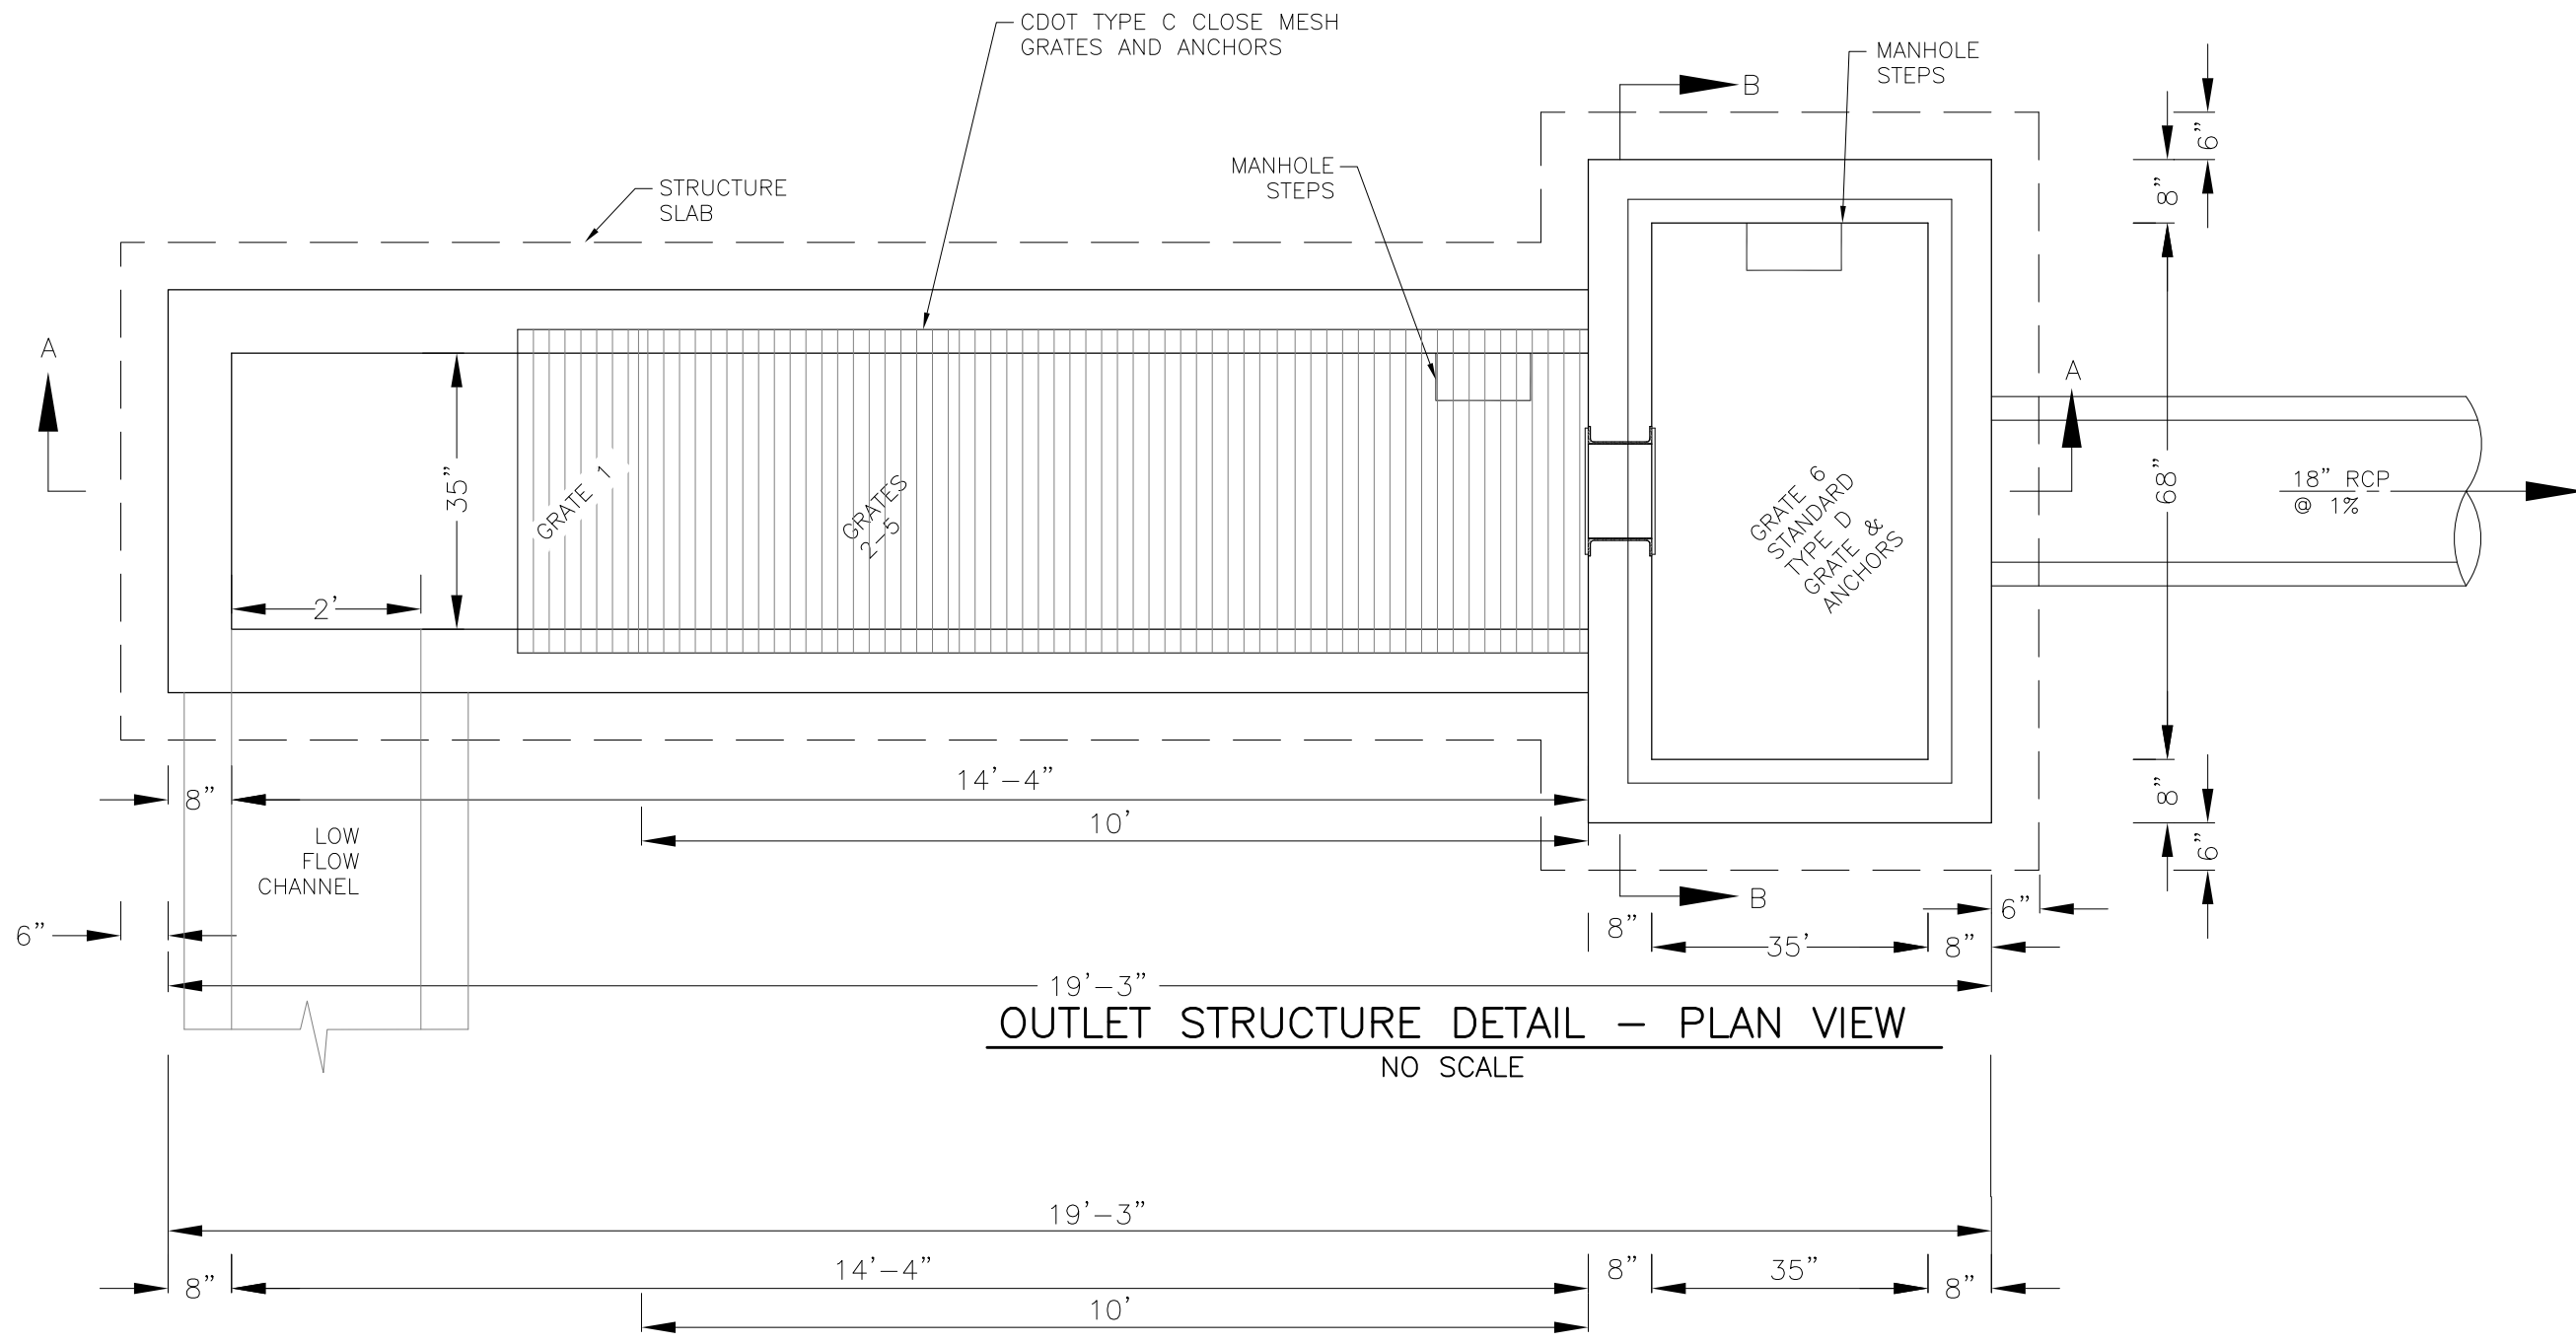 CDOT TYPE C CLOSE MESH
GRATES AND ANCHORS
MANHOLE
STEPS
B
6"
8"
MANHOLE
STEPS
STRUCTURE
SLAB
A
A
35"
GRATE 1
GRATES
2-5
GRATE 6
STANDARD
TYPE D
GRATE &
ANCHORS
68"
18" RCP
@ 1%
2'
8"
14'-4"
10'
8"
6"
LOW
FLOW
CHANNEL
B
6"
6"
8"
35'
8"
19'-3"
OUTLET STRUCTURE DETAIL - PLAN VIEW
NO SCALE
19'-3"
8"
14'-4"
8"
35"
8"
10'